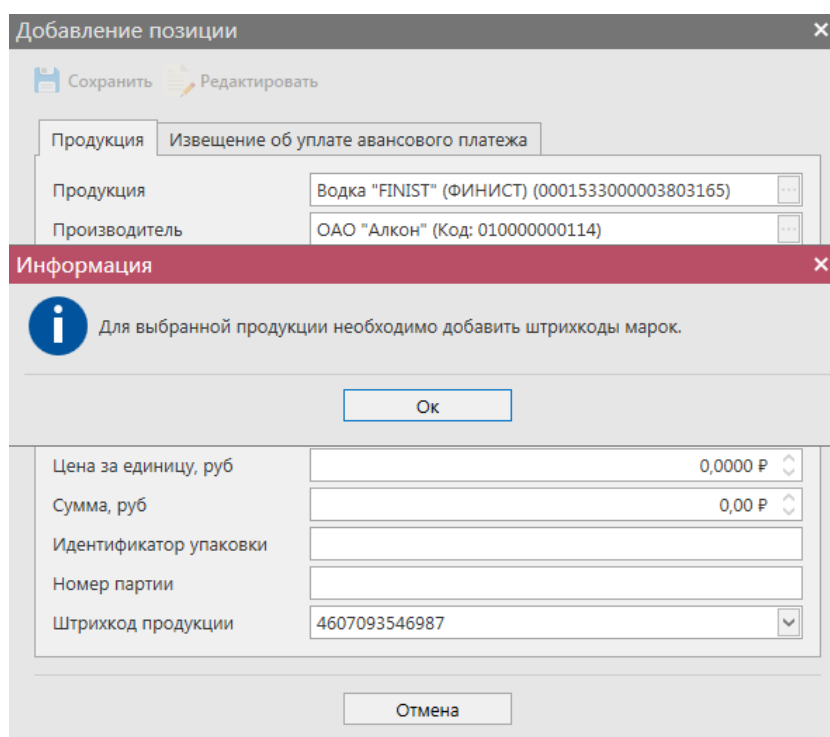 Добавление позиции
Сохранить Редактировать
Продукция Извещение об уплате авансового платежа
Продукция Водка "FINIST" (ФИНИСТ) (0001533000003803165)
Производитель ОАО "Алкон" (Код: 010000000114)
Информация
Для выбранной продукции необходимо добавить штрихкоды марок.
Ок
Цена за единицу, руб 0,0000 ₽
Сумма, руб 0,00 ₽
Идентификатор упаковки
Номер партии
Штрихкод продукции 4607093546987
Отмена